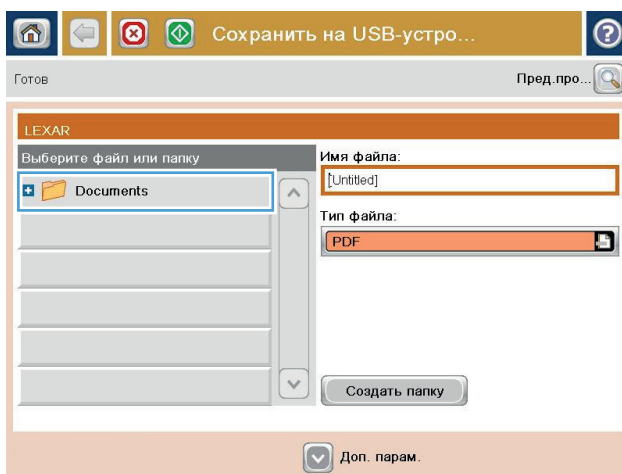 Сохранить на USB-устро...
?
Готов
Пред.про...
LEXAR
Выберите файл или папку
Documents
Имя файла:
[Untitled]
Тип файла:
PDF
Создать папку
Доп. парам.